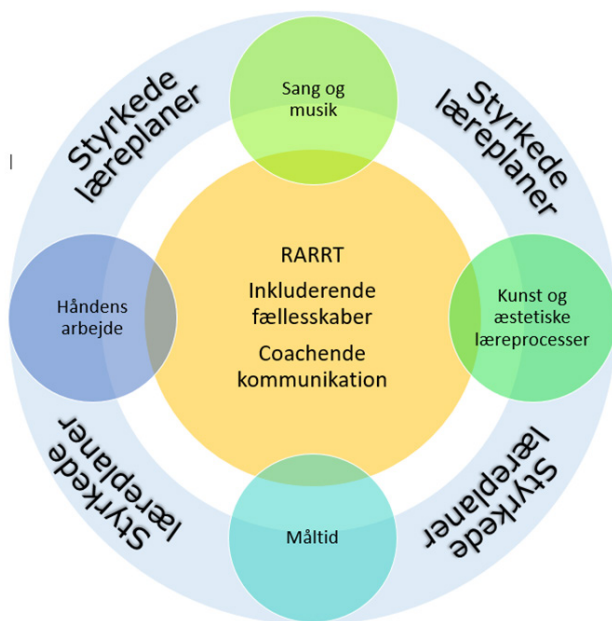 Sang og
musik
Styrkede
læreplaner
Styrkede
læreplaner
RARRT
Inkluderende
fællesskaber
Coachende
kommunikation
Håndens
arbejde
Kunst og
æstetiske
læreprocesser
Styrkede
læreplaner
Styrkede
læreplaner
Måltid